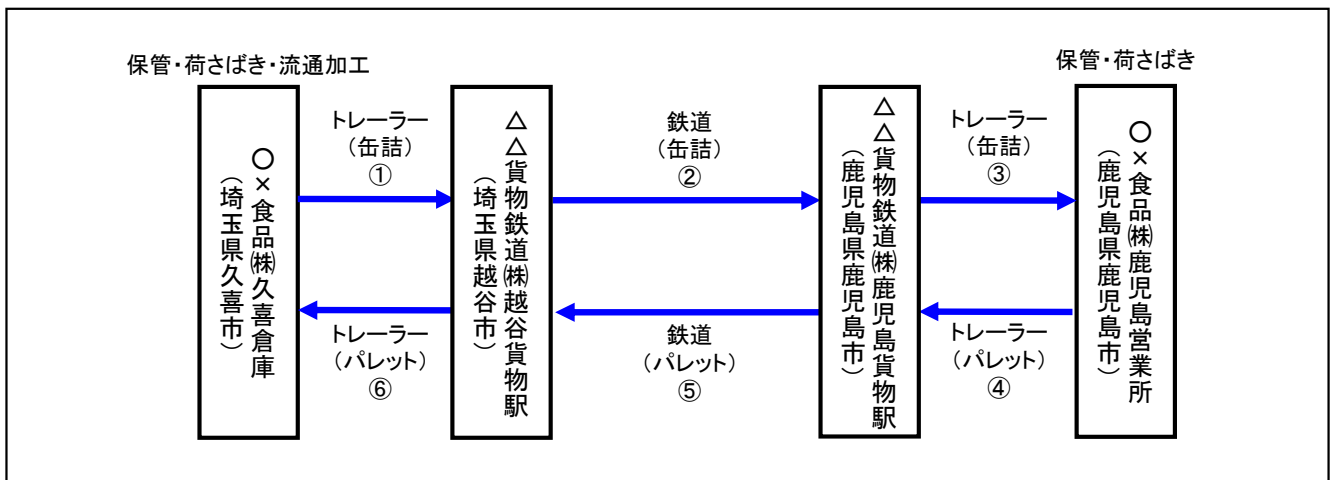 保管・荷さばき・流通加工
保管・荷さばき
〇×食品㈱久喜倉庫
（埼玉県久喜市）
トレーラー
（缶詰）
①
△△貨物鉄道㈱越谷貨物駅
（埼玉県越谷市）
鉄道
（缶詰）
②
△△貨物鉄道㈱鹿児島貨物駅
（鹿児島県鹿児島市）
トレーラー
（缶詰）
③
〇×食品㈱鹿児島営業所
（鹿児島県鹿児島市）
トレーラー
（パレット）
④
鉄道
（パレット）
⑤
トレーラー
（パレット）
⑥